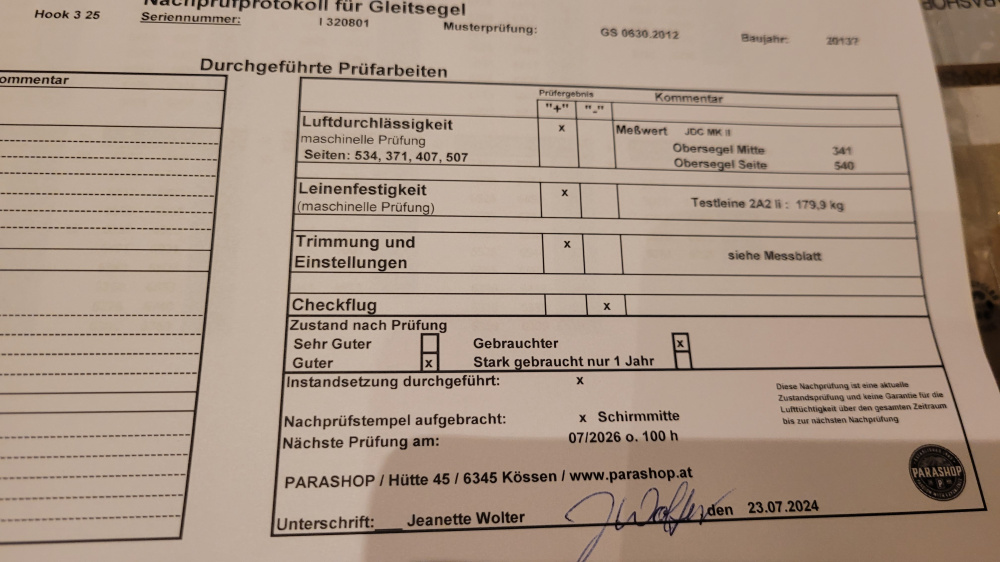 Nachprüfprotokoll für Gleitsegel
Hook 3 25 Seriennummer: I 320801 Musterprüfung: GS 0630.2012 Baujahr:
Durchgeführte Prüfarbeiten
ommentar
Prüfergebnis Kommentar
"+" "-"
Luftdurchlässigkeit x Meßwert JDC MK II
maschinelle Prüfung Obersegel Mitte 341
Seiten: 534, 371, 407, 507 Obersegel Seite 540
Leinenfestigkeit x
(maschinelle Prüfung) Testleine 2A2 li : 179,9 kg
Trimmung und x
Einstellungen siehe Messblatt
Checkflug x
Zustand nach Prüfung
Sehr Guter Gebrauchter x
Guter x Stark gebraucht nur 1 Jahr
Instandsetzung durchgeführt: x
Diese Nachprüfung ist eine aktuelle
Zustandsprüfung und keine Garantie für die
Lufttüchtigkeit über den gesamten Zeitraum
bis zur nächsten Nachprüfung
Nachprüfstempel aufgebracht: x Schirmmitte
Nächste Prüfung am: 07/2026 o. 100 h
PARASHOP / Hütte 45 / 6345 Kössen / www.parashop.at
PARASHOP
Unterschrift: Jeanette Wolter den 23.07.2024